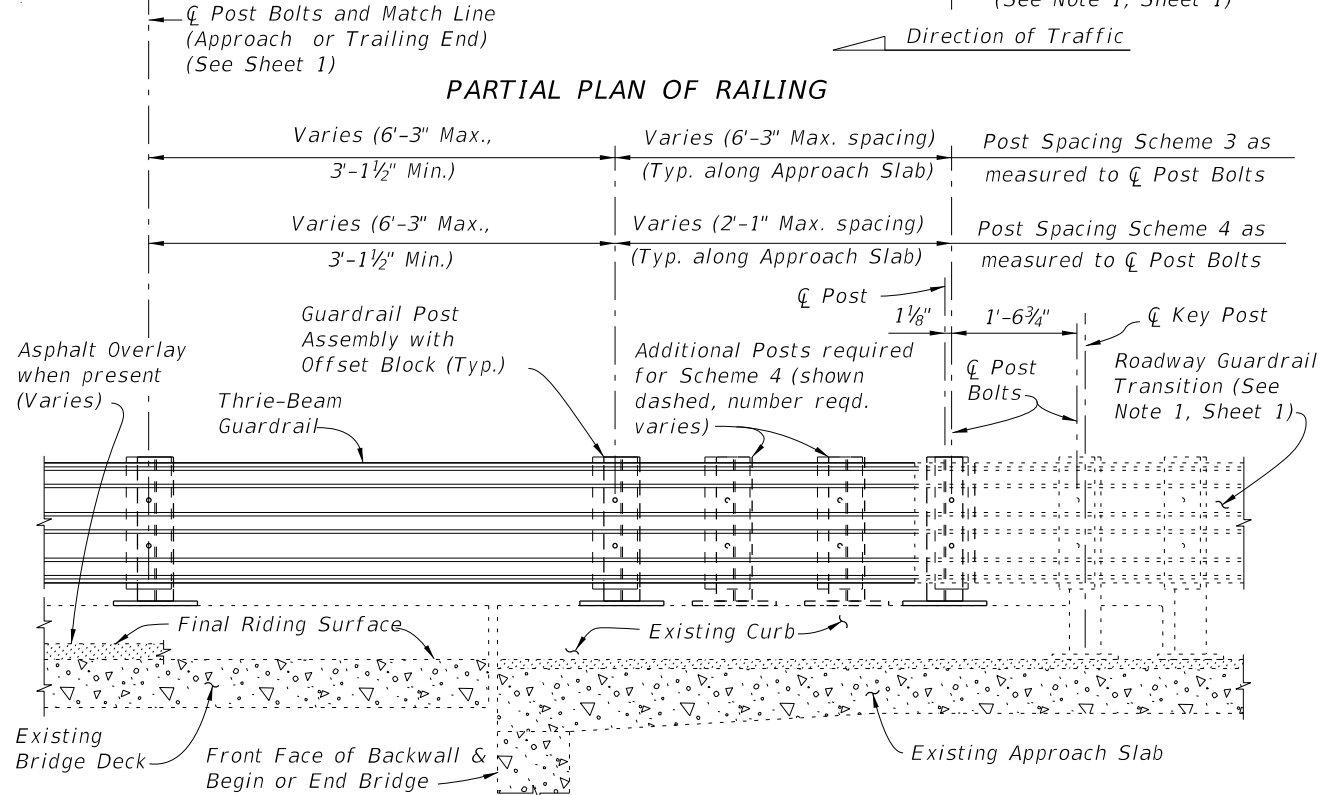 ℄ Post Bolts and Match Line
(Approach or Trailing End)
(See Sheet 1)
(See Note 1, Sheet 1)
Direction of Traffic
PARTIAL PLAN OF RAILING
Varies (6'-3" Max.,
3'-1½" Min.)
Varies (6'-3" Max. spacing)
(Typ. along Approach Slab)
Post Spacing Scheme 3 as
measured to ℄ Post Bolts
Varies (6'-3" Max.,
3'-1½" Min.)
Varies (2'-1" Max. spacing)
(Typ. along Approach Slab)
Post Spacing Scheme 4 as
measured to ℄ Post Bolts
℄ Post
1⅛"
1'-6¾"
℄ Key Post
Guardrail Post
Assembly with
Offset Block (Typ.)
Asphalt Overlay
when present
(Varies)
Thrie-Beam
Guardrail
Additional Posts required
for Scheme 4 (shown
dashed, number reqd.
varies)
℄ Post
Bolts
Roadway Guardrail
Transition (See
Note 1, Sheet 1)
Final Riding Surface
Existing Curb
Existing
Bridge Deck
Front Face of Backwall &
Begin or End Bridge
Existing Approach Slab